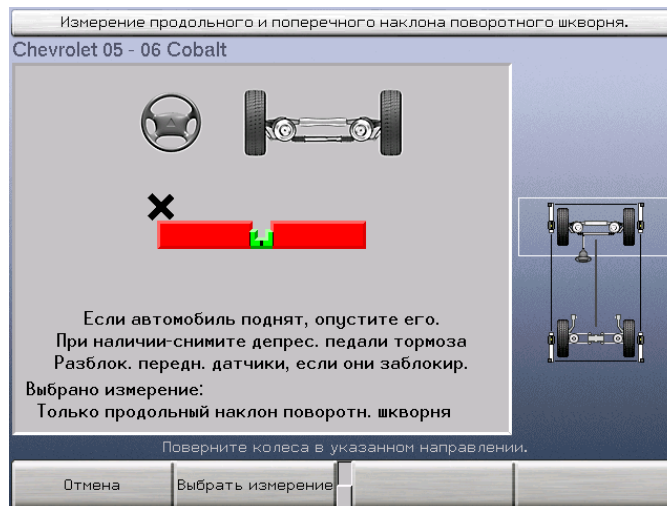 Измерение продольного и поперечного наклона поворотного шкворня.
Chevrolet 05 - 06 Cobalt
Если автомобиль поднят, опустите его.
При наличии-снимите депрес. педали тормоза
Разблок. передн. датчики, если они заблокир.
Выбрано измерение:
Только продольный наклон поворотн. шкворня
Поверните колеса в указанном направлении.
Отмена
Выбрать измерение